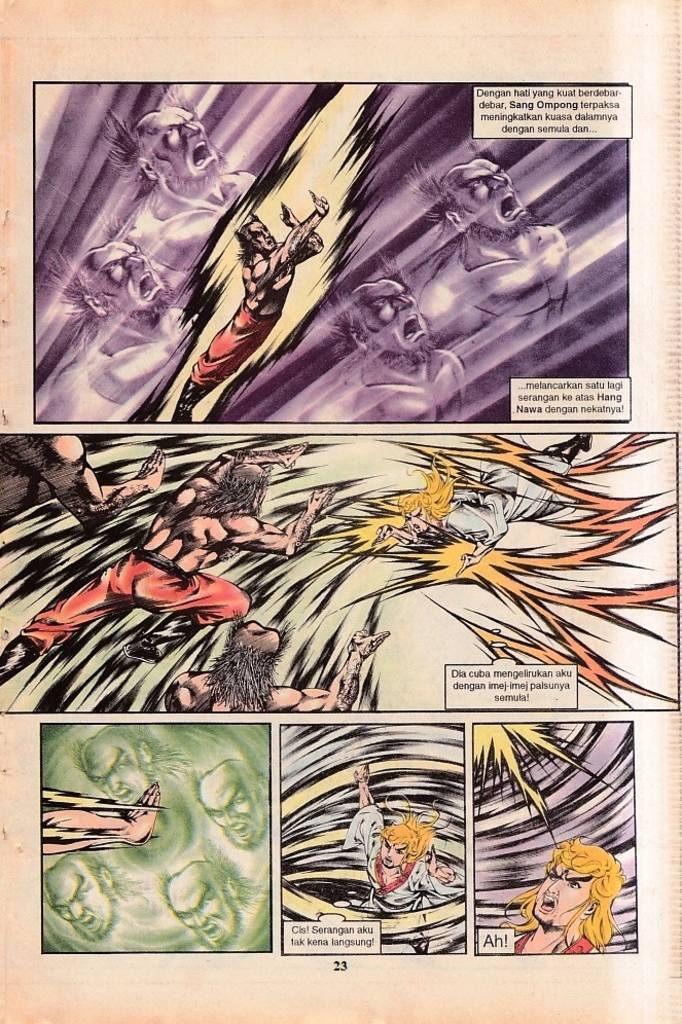 Dengan hati yang kuat berdebar-
debar, Sang Ompong terpaksa
meningkatkan kuasa dalamnya
dengan semula dan...
...melancarkan satu lagi
serangan ke atas Hang
Nawa dengan nekatnya!
Dia cuba mengelirukan aku
dengan imej-imej palsunya
semula!
Cis! Serangan aku
tak kena langsung!
Ah!
23